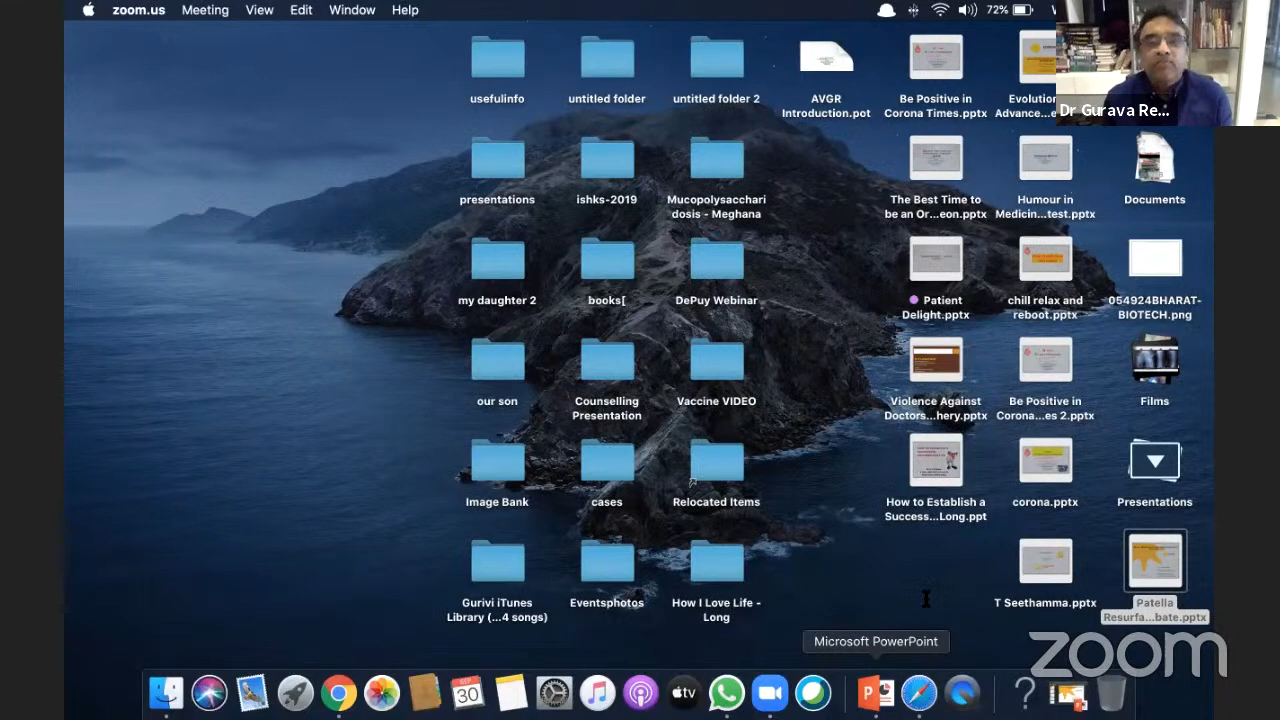 zoom.us Meeting View Edit Window Help
72%
Dr Gurava Re...
usefulinfo
untitled folder
untitled folder 2
AVGR
Introduction.pot
Be Positive in
Corona Times.pptx
Evolution
Advance...e
presentations
ishks-2019
Mucopolysacchari
dosis - Meghana
The Best Time to
be an Or...eon.pptx
Humour in
Medicin...test.pptx
Documents
my daughter 2
books[
DePuy Webinar
Patient
Delight.pptx
chill relax and
reboot.pptx
054924BHARAT-
BIOTECH.png
our son
Counselling
Presentation
Vaccine VIDEO
Violence Against
Doctors...hery.pptx
Be Positive in
Corona...es 2.pptx
Films
Image Bank
cases
Relocated Items
How to Establish a
Success...Long.ppt
corona.pptx
Presentations
Gurivi iTunes
Library (...4 songs)
Eventsphotos
How I Love Life -
Long
T Seethamma.pptx
Patella
Resurfa...bate.pptx
Microsoft PowerPoint
zoom
SEP
30
tv
P